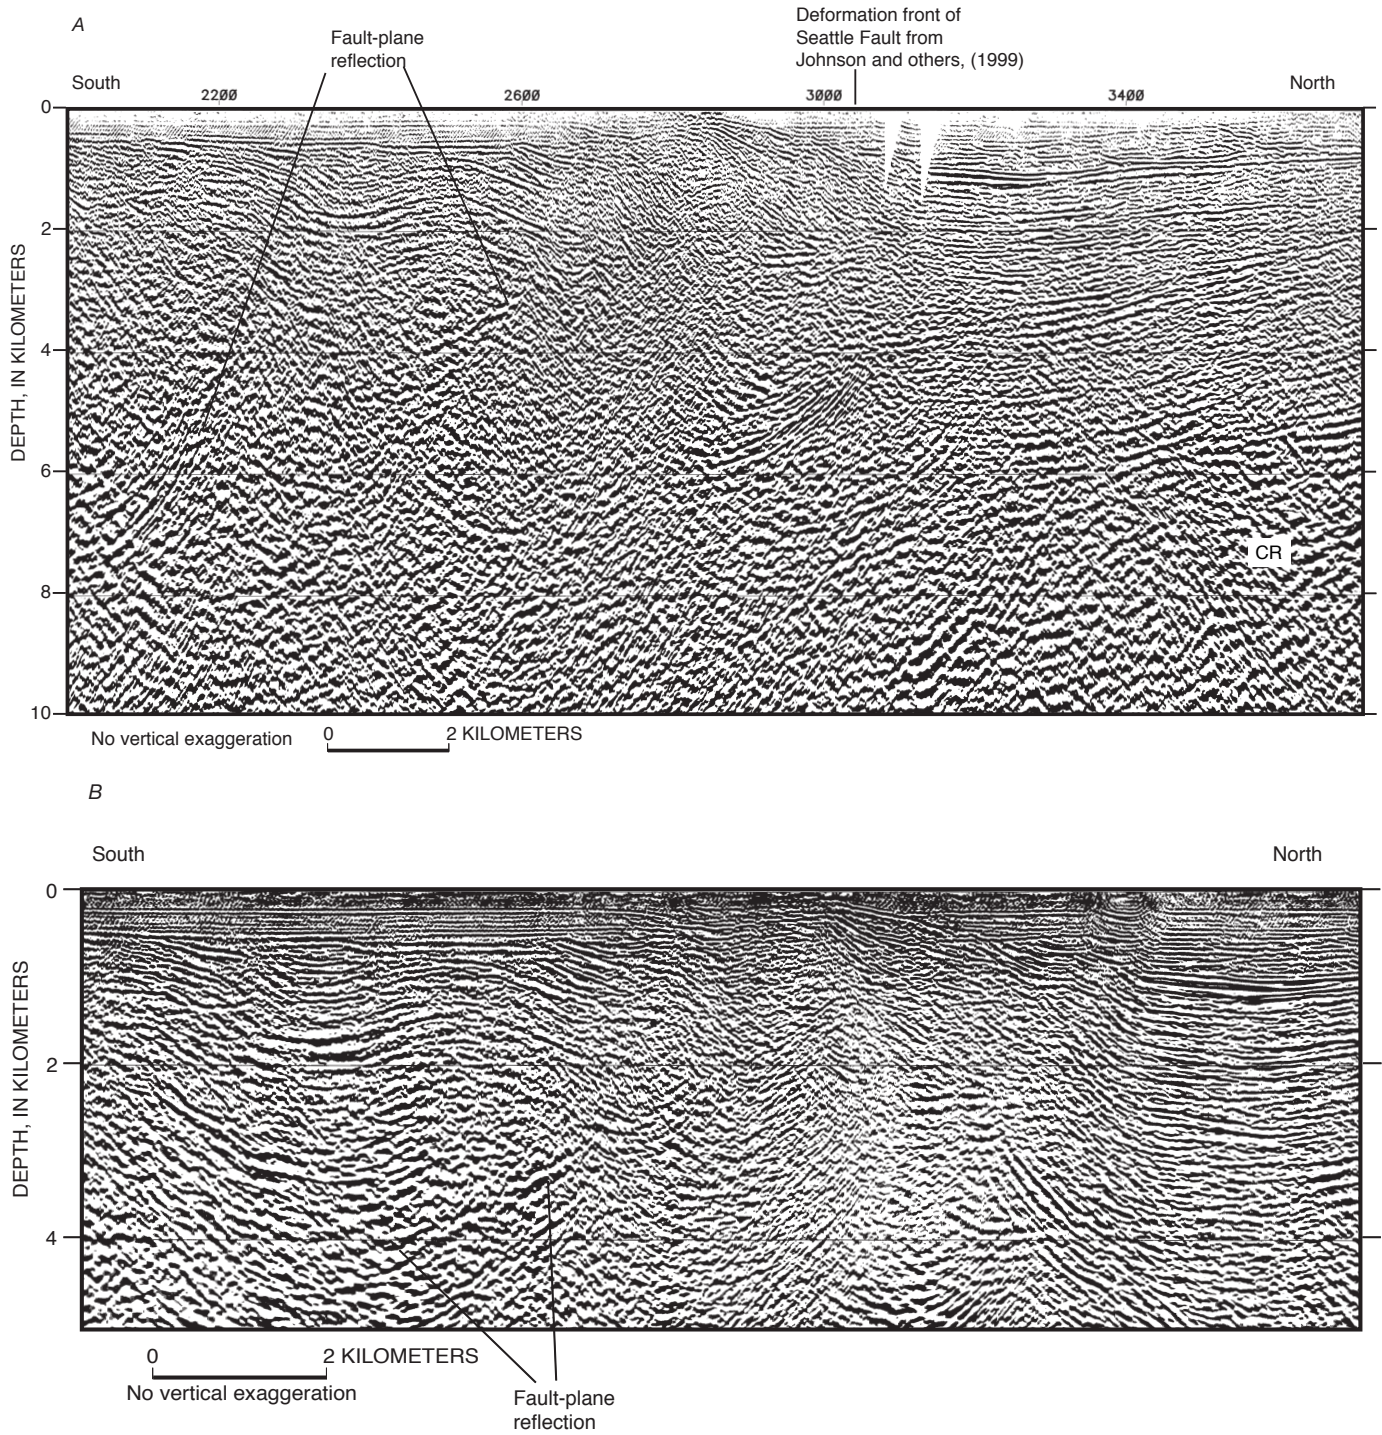 A
Deformation front of
Seattle Fault from
Johnson and others, (1999)
Fault-plane
reflection
South
North
2200
2600
3000
3400
0
2
4
6
8
10
DEPTH, IN KILOMETERS
CR
No vertical exaggeration
0
2 KILOMETERS
B
South
North
0
2
4
DEPTH, IN KILOMETERS
0
2 KILOMETERS
No vertical exaggeration
Fault-plane
reflection